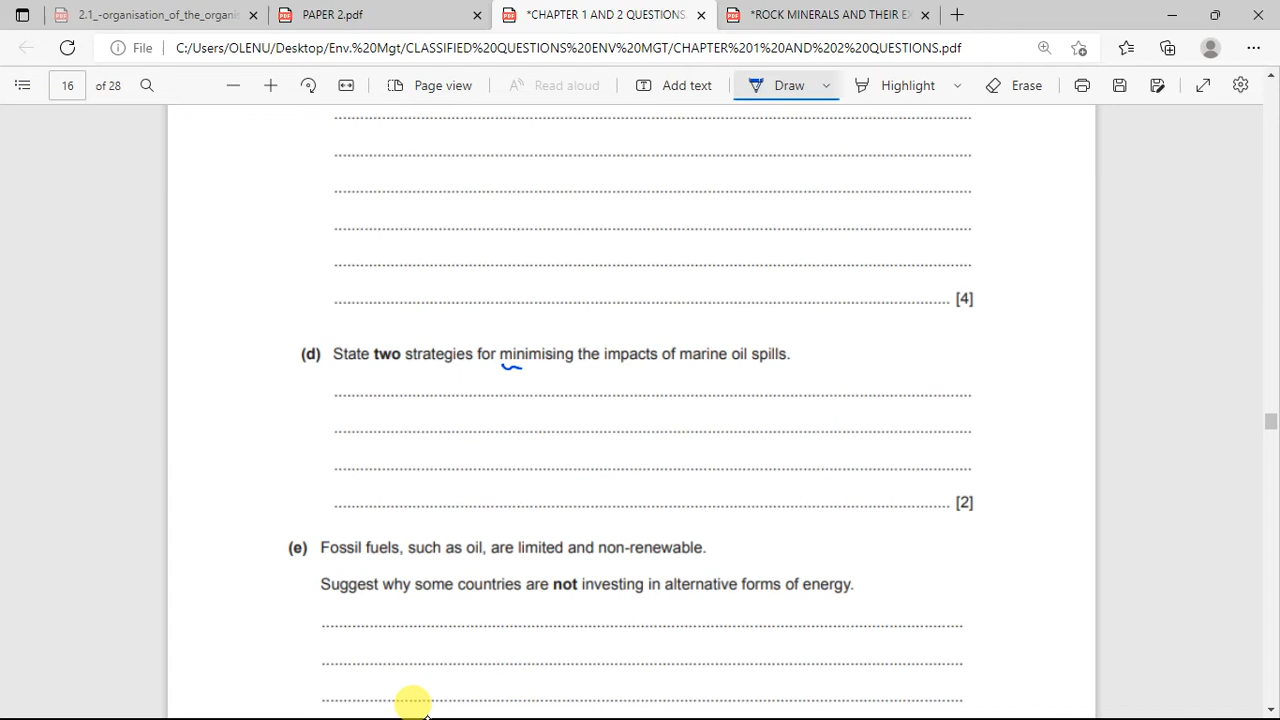 2.1_-organisation_of_the_organis
PAPER 2.pdf
*CHAPTER 1 AND 2 QUESTIONS
*ROCK MINERALS AND THEIR EX
File
C:/Users/OLENU/Desktop/Env.%20Mgt/CLASSIFIED%20QUESTIONS%20ENV%20MGT/CHAPTER%201%20AND%202%20QUESTIONS.pdf
16 of 28
Page view
Read aloud
Add text
Draw
Highlight
Erase
[4]
(d) State two strategies for minimising the impacts of marine oil spills.
[2]
(e) Fossil fuels, such as oil, are limited and non-renewable.
Suggest why some countries are not investing in alternative forms of energy.